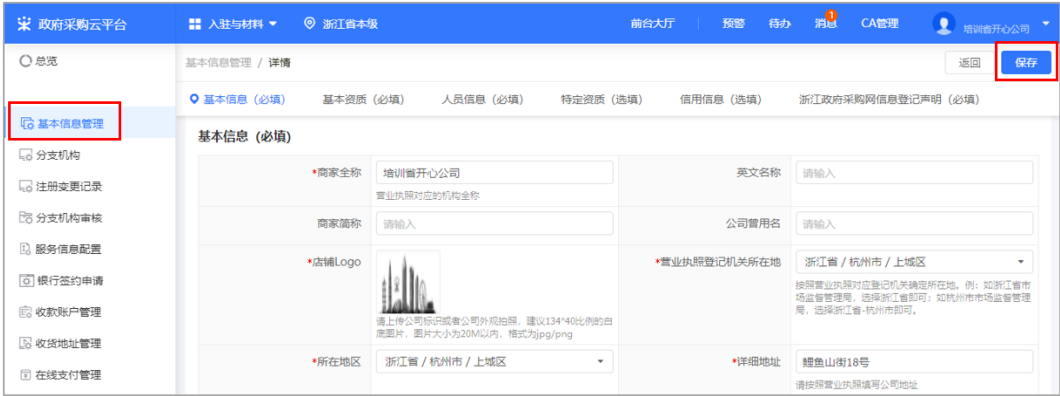 政府采购云平台 入驻与材料 浙江省本级 前台大厅 预警 待办 消息 1 CA管理 培训省开心公司
总览 基本信息管理 / 详情 返回 保存
基本信息（必填） 基本资质（必填） 人员信息（必填） 特定资质（选填） 信用信息（选填） 浙江政府采购网信息登记声明（必填）
基本信息管理
基本信息（必填）
分支机构
*商家全称 培训省开心公司 英文名称 请输入
营业执照对应的机构全称
注册变更记录
分支机构审核
商家简称 请输入 公司曾用名 请输入
服务信息配置
*店铺Logo *营业执照登记机关所在地 浙江省 / 杭州市 / 上城区
银行签约申请
按照营业执照对应登记机关确定所在地。例：如浙江省市
场监督管理局，选择浙江省即可；如杭州市市场监督管理
局，选择浙江省-杭州市即可。
收款账户管理
请上传公司标识或者公司外观拍照，建议134*40比例的白
底图片，图片大小为20M以内，格式为jpg/png
收货地址管理
*所在地区 浙江省 / 杭州市 / 上城区 *详细地址 鲤鱼山街18号
在线支付管理
请按照营业执照填写公司地址